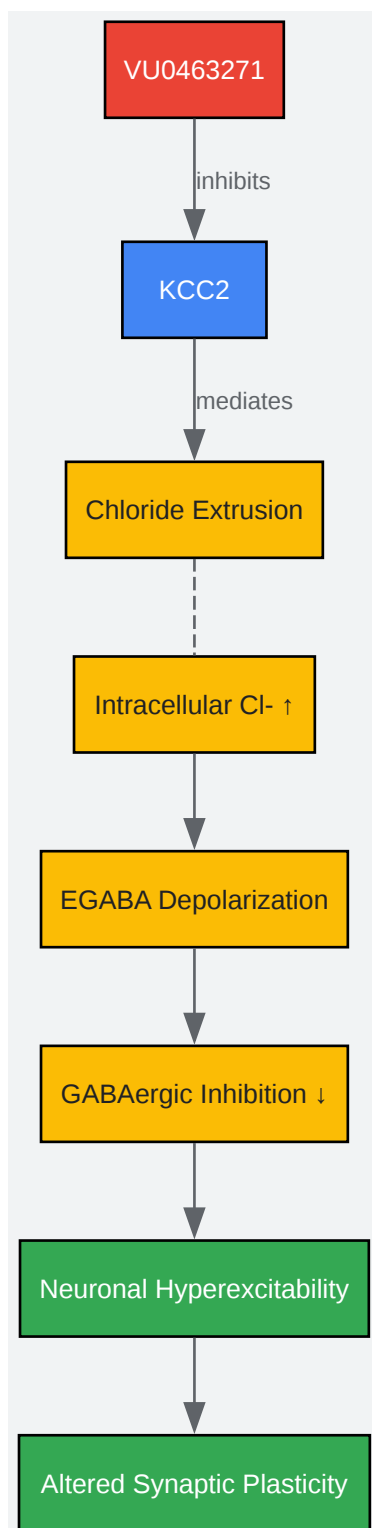 VU0463271
inhibits
KCC2
mediates
Chloride Extrusion
Intracellular Cl- ↑
EGABA Depolarization
GABAergic Inhibition ↓
Neuronal Hyperexcitability
Altered Synaptic Plasticity